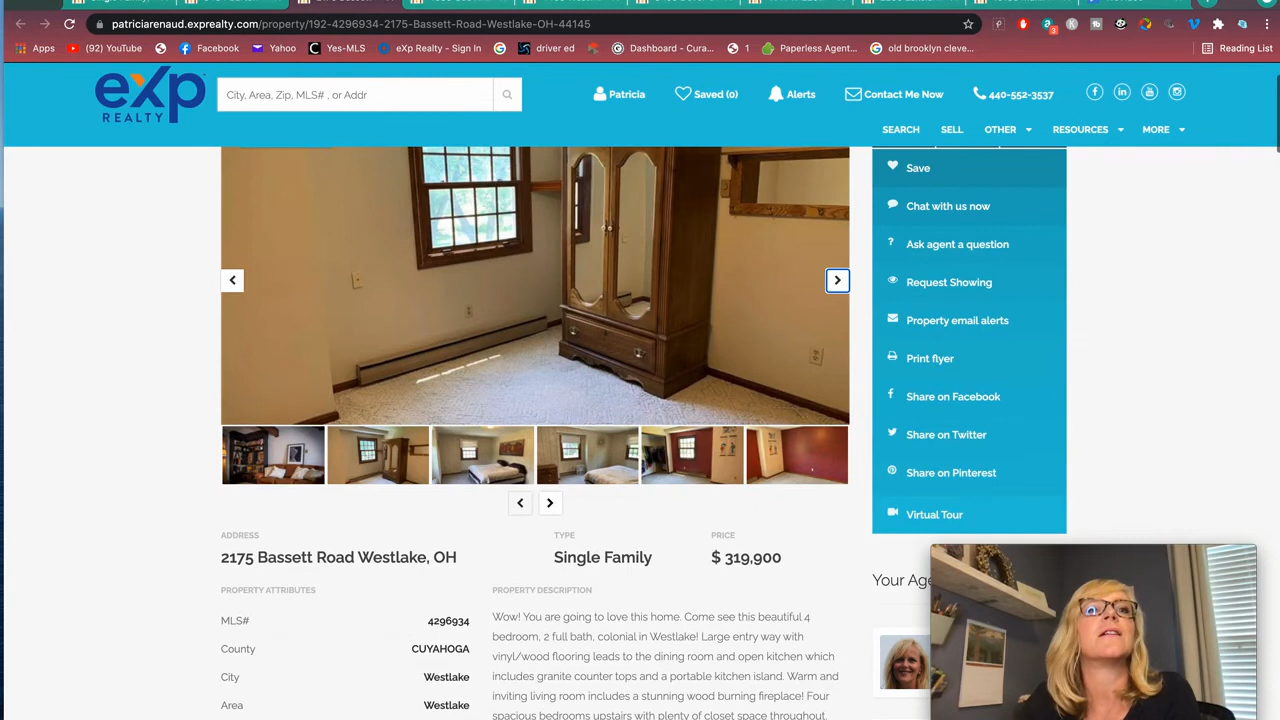 patriciarenaud.exprealty.com/property/192-4296934-2175-Bassett-Road-Westlake-OH-44145
Apps
(92) YouTube
Facebook
Yahoo
Yes-MLS
eXp Realty - Sign In
driver ed
Dashboard - Cura...
1
Paperless Agent...
old brooklyn cleve...
Reading List
eXp
REALTY
City, Area, Zip, MLS# , or Addr
Patricia
Saved (0)
Alerts
Contact Me Now
440-552-3537
SEARCH
SELL
OTHER
RESOURCES
MORE
Save
Chat with us now
Ask agent a question
Request Showing
Property email alerts
Print flyer
Share on Facebook
Share on Twitter
Share on Pinterest
Virtual Tour
ADDRESS
2175 Bassett Road Westlake, OH
TYPE
Single Family
PRICE
$ 319,900
PROPERTY ATTRIBUTES
MLS# 4296934
County CUYAHOGA
City Westlake
Area Westlake
PROPERTY DESCRIPTION
Wow! You are going to love this home. Come see this beautiful 4
bedroom, 2 full bath, colonial in Westlake! Large entry way with
vinyl/wood flooring leads to the dining room and open kitchen which
includes granite counter tops and a portable kitchen island. Warm and
inviting living room includes a stunning wood burning fireplace! Four
spacious bedrooms upstairs with plenty of closet space throughout.
Your Age